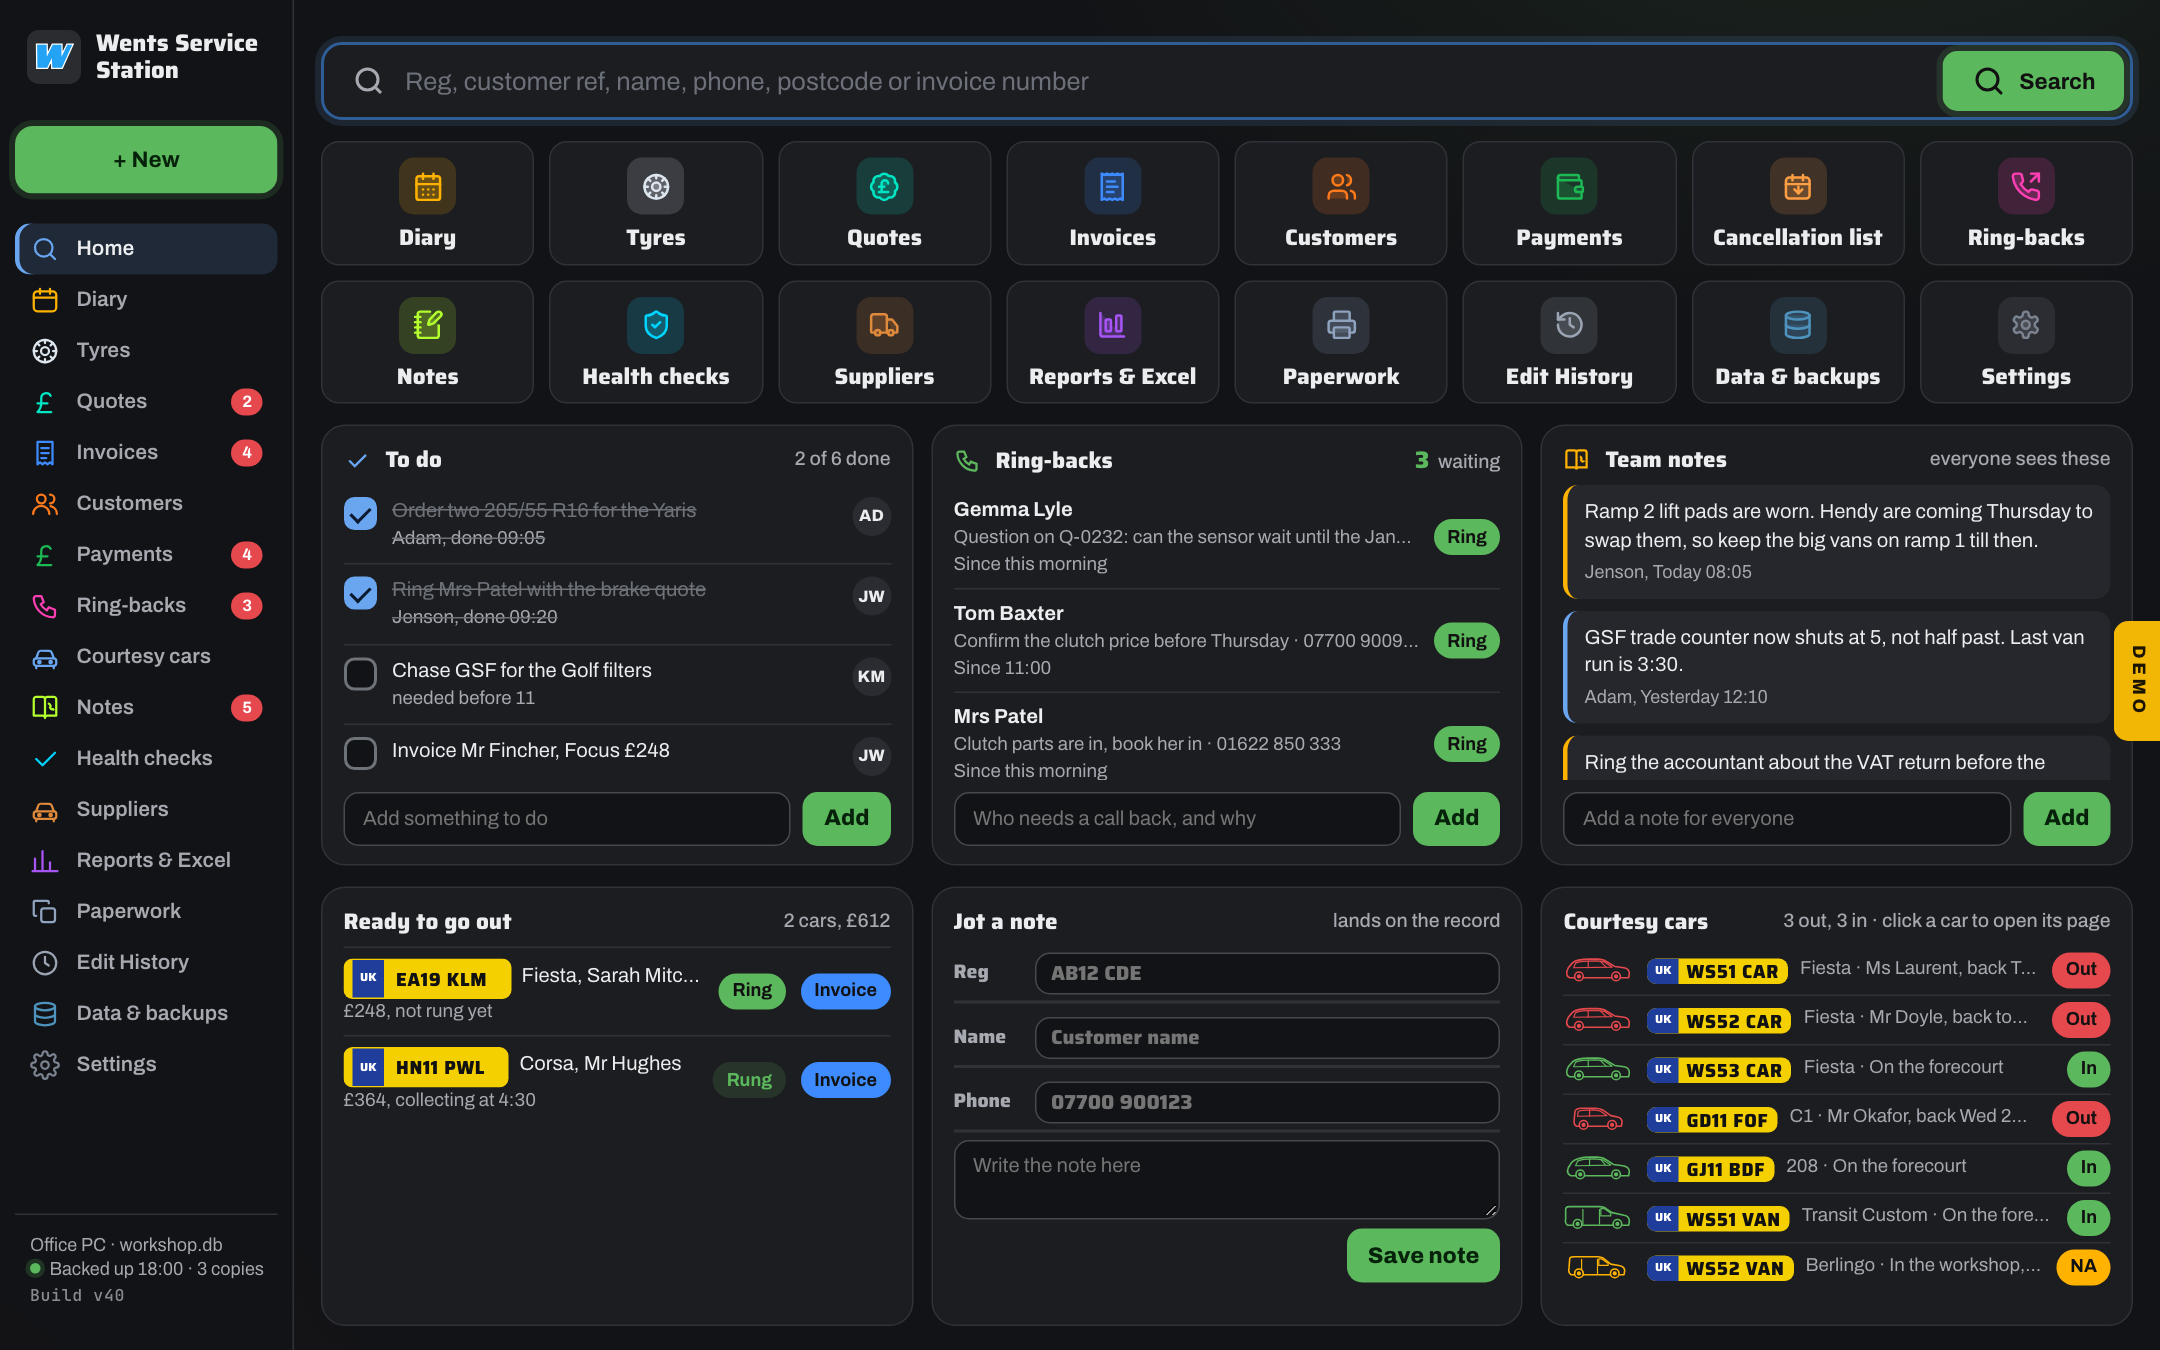 W
Wents Service
Station
+ New
Home
Diary
Tyres
£ Quotes 2
Invoices 4
Customers
£ Payments 4
Ring-backs 3
Courtesy cars
Notes 5
Health checks
Suppliers
Reports & Excel
Paperwork
Edit History
Data & backups
Settings
Office PC · workshop.db
Backed up 18:00 · 3 copies
Build v40
Reg, customer ref, name, phone, postcode or invoice number
Search
Diary
Tyres
£
Quotes
Invoices
Customers
Payments
Cancellation list
Ring-backs
Notes
Health checks
Suppliers
Reports & Excel
Paperwork
Edit History
Data & backups
Settings
To do 2 of 6 done
Order two 205/55 R16 for the Yaris AD
Adam, done 09:05
Ring Mrs Patel with the brake quote JW
Jenson, done 09:20
Chase GSF for the Golf filters KM
needed before 11
Invoice Mr Fincher, Focus £248 JW
Add something to do Add
Ring-backs 3 waiting
Gemma Lyle
Question on Q-0232: can the sensor wait until the Jan... Ring
Since this morning
Tom Baxter
Confirm the clutch price before Thursday · 07700 9009... Ring
Since 11:00
Mrs Patel
Clutch parts are in, book her in · 01622 850 333 Ring
Since this morning
Who needs a call back, and why Add
Team notes everyone sees these
Ramp 2 lift pads are worn. Hendy are coming Thursday to
swap them, so keep the big vans on ramp 1 till then.
Jenson, Today 08:05
GSF trade counter now shuts at 5, not half past. Last van
run is 3:30.
Adam, Yesterday 12:10
Ring the accountant about the VAT return before the
Add a note for everyone Add
DEMO
Ready to go out 2 cars, £612
UK EA19 KLM Fiesta, Sarah Mitc... Ring Invoice
£248, not rung yet
UK HN11 PWL Corsa, Mr Hughes Rung Invoice
£364, collecting at 4:30
Jot a note lands on the record
Reg AB12 CDE
Name Customer name
Phone 07700 900123
Write the note here
Save note
Courtesy cars 3 out, 3 in · click a car to open its page
UK WS51 CAR Fiesta · Ms Laurent, back T... Out
UK WS52 CAR Fiesta · Mr Doyle, back to... Out
UK WS53 CAR Fiesta · On the forecourt In
UK GD11 FOF C1 · Mr Okafor, back Wed 2... Out
UK GJ11 BDF 208 · On the forecourt In
UK WS51 VAN Transit Custom · On the fore... In
UK WS52 VAN Berlingo · In the workshop,... NA